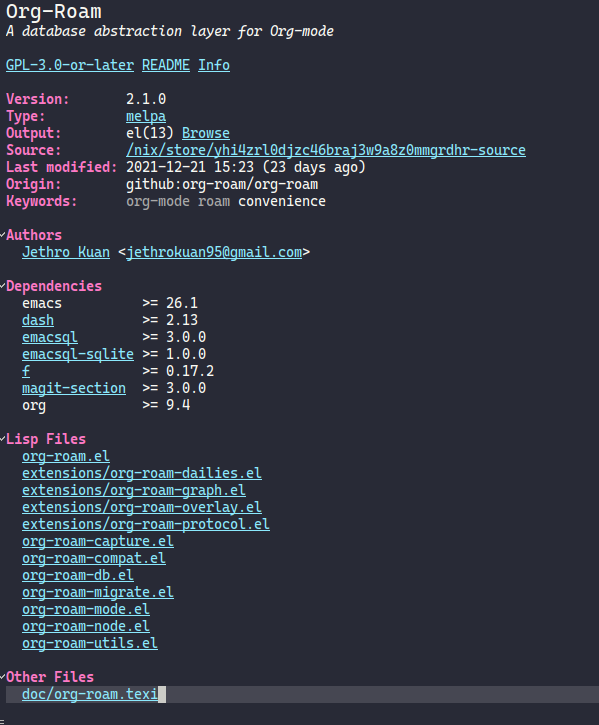 Org-Roam
A database abstraction layer for Org-mode
GPL-3.0-or-later README Info
Version: 2.1.0
Type: melpa
Output: el(13) Browse
Source: /nix/store/yhi4zrl0djzc46braj3w9a8z0mmgrdhr-source
Last modified: 2021-12-21 15:23 (23 days ago)
Origin: github:org-roam/org-roam
Keywords: org-mode roam convenience
Authors
Jethro Kuan <jethrokuan95@gmail.com>
Dependencies
emacs >= 26.1
dash >= 2.13
emacsql >= 3.0.0
emacsql-sqlite >= 1.0.0
f >= 0.17.2
magit-section >= 3.0.0
org >= 9.4
Lisp Files
org-roam.el
extensions/org-roam-dailies.el
extensions/org-roam-graph.el
extensions/org-roam-overlay.el
extensions/org-roam-protocol.el
org-roam-capture.el
org-roam-compat.el
org-roam-db.el
org-roam-migrate.el
org-roam-mode.el
org-roam-node.el
org-roam-utils.el
Other Files
doc/org-roam.texi